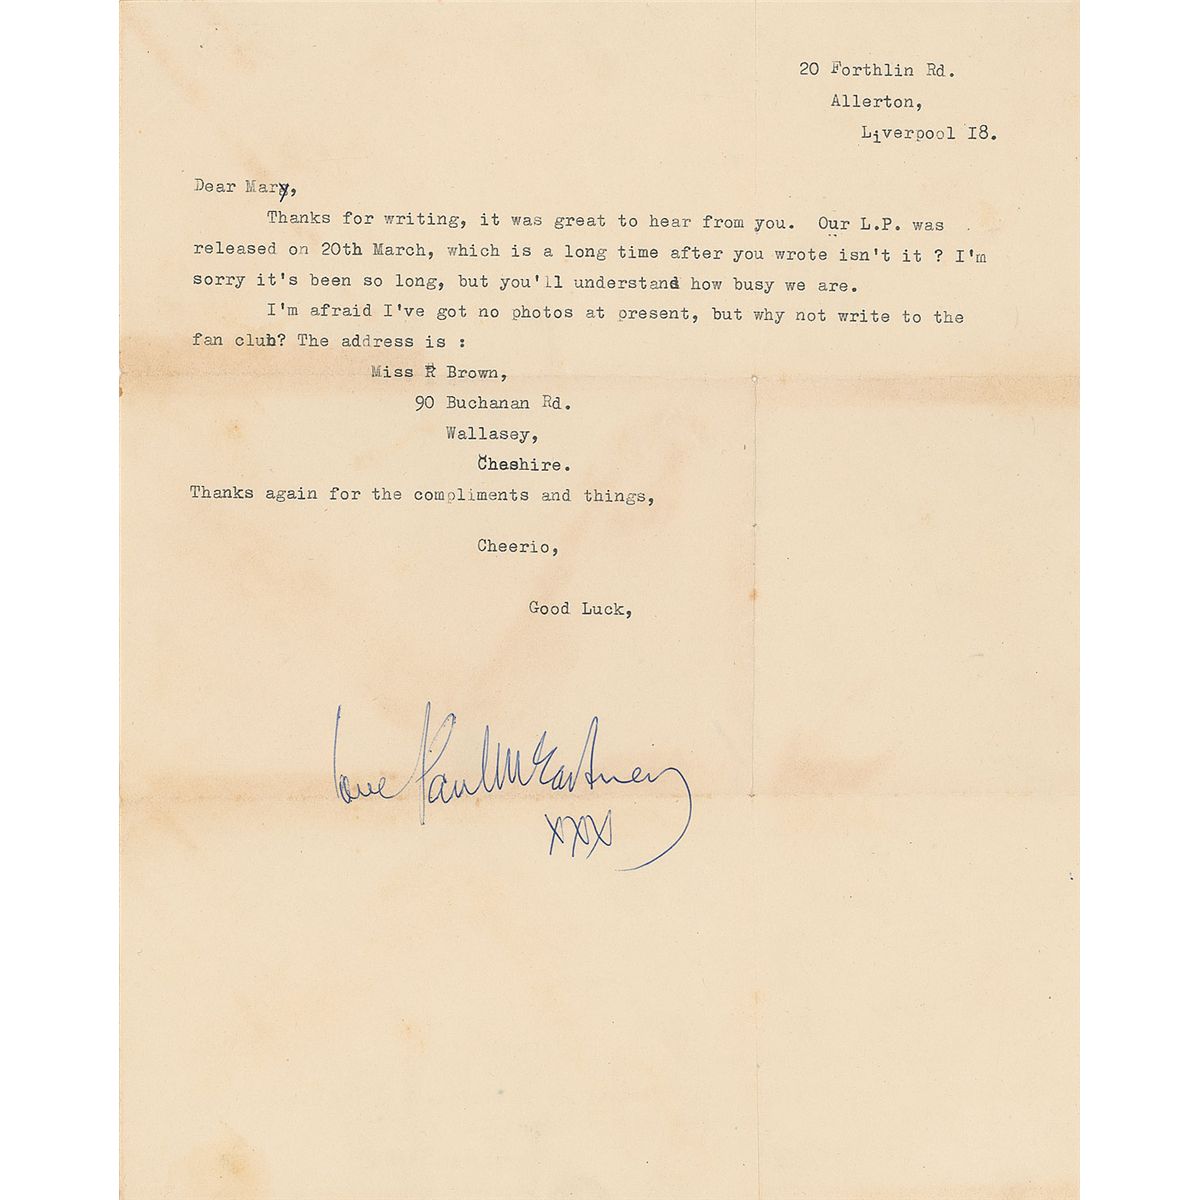 20 Forthlin Rd.
Allerton,
Liverpool 18.
Dear Mary,
Thanks for writing, it was great to hear from you. Our L.P. was
released on 20th March, which is a long time after you wrote isn't it ? I'm
sorry it's been so long, but you'll understand how busy we are.
I'm afraid I've got no photos at present, but why not write to the
fan club? The address is :
Miss R Brown,
90 Buchanan Rd.
Wallasey,
Cheshire.
Thanks again for the compliments and things,
Cheerio,
Good Luck,
love Paul McCartney
xxx